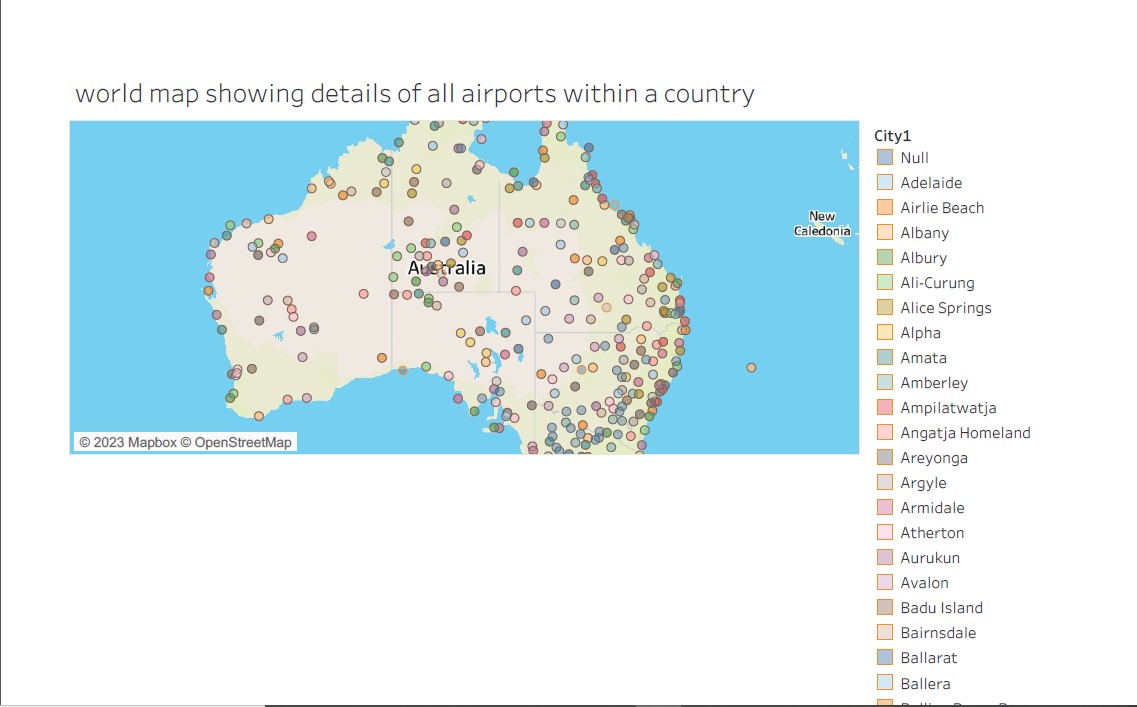 world map showing details of all airports within a country
Australia
New
Caledonia
© 2023 Mapbox © OpenStreetMap
City1
Null
Adelaide
Airlie Beach
Albany
Albury
Ali-Curung
Alice Springs
Alpha
Amata
Amberley
Ampilatwatja
Angatja Homeland
Areyonga
Argyle
Armidale
Atherton
Aurukun
Avalon
Badu Island
Bairnsdale
Ballarat
Ballera